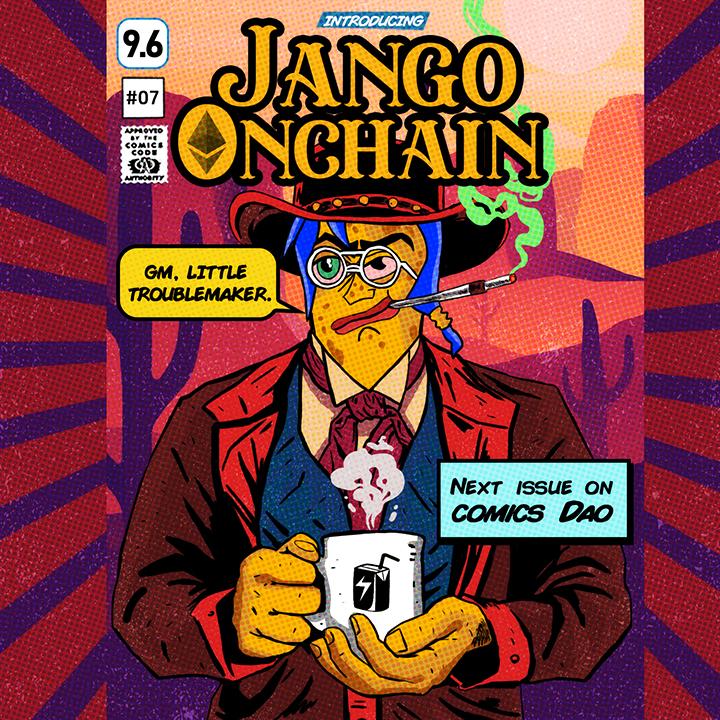 INTRODUCING
JANGO
ONCHAIN
9.6
#07
APPROVED
BY THE
COMICS
CODE
CA
AUTHORITY
GM, LITTLE
TROUBLEMAKER.
NEXT ISSUE ON
COMICS DAO